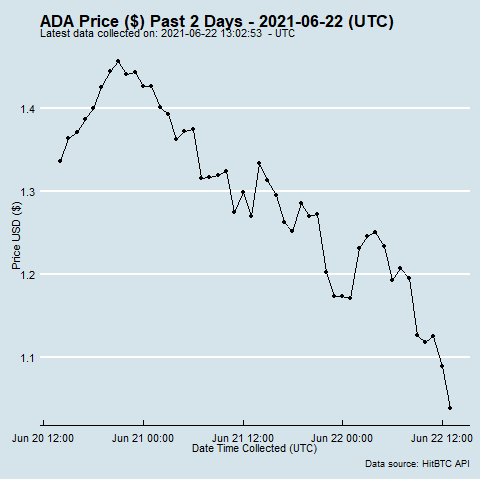 ADA Price ($) Past 2 Days - 2021-06-22 (UTC)
Latest data collected on: 2021-06-22 13:02:53 - UTC
Price USD ($)
1.4
1.3
1.2
1.1
Jun 20 12:00
Jun 21 00:00
Jun 21 12:00
Jun 22 00:00
Jun 22 12:00
Date Time Collected (UTC)
Data source: HitBTC API